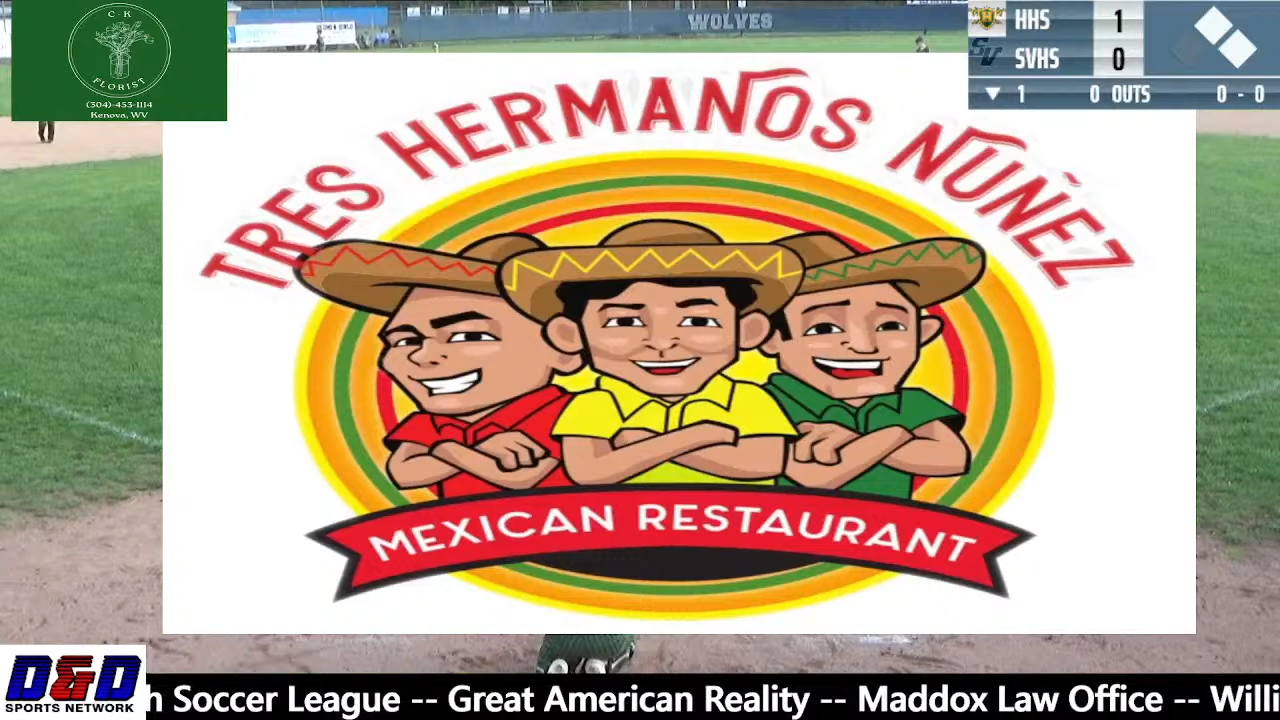 C-K
FLORIST
(304)-453-1114
Kenova, WV
WOLVES
HHS 1
SVHS 0
1 0 OUTS 0 - 0
TRES HERMANOS NUÑEZ
MEXICAN RESTAURANT
D&D
SPORTS NETWORK
h Soccer League -- Great American Reality -- Maddox Law Office -- Willi